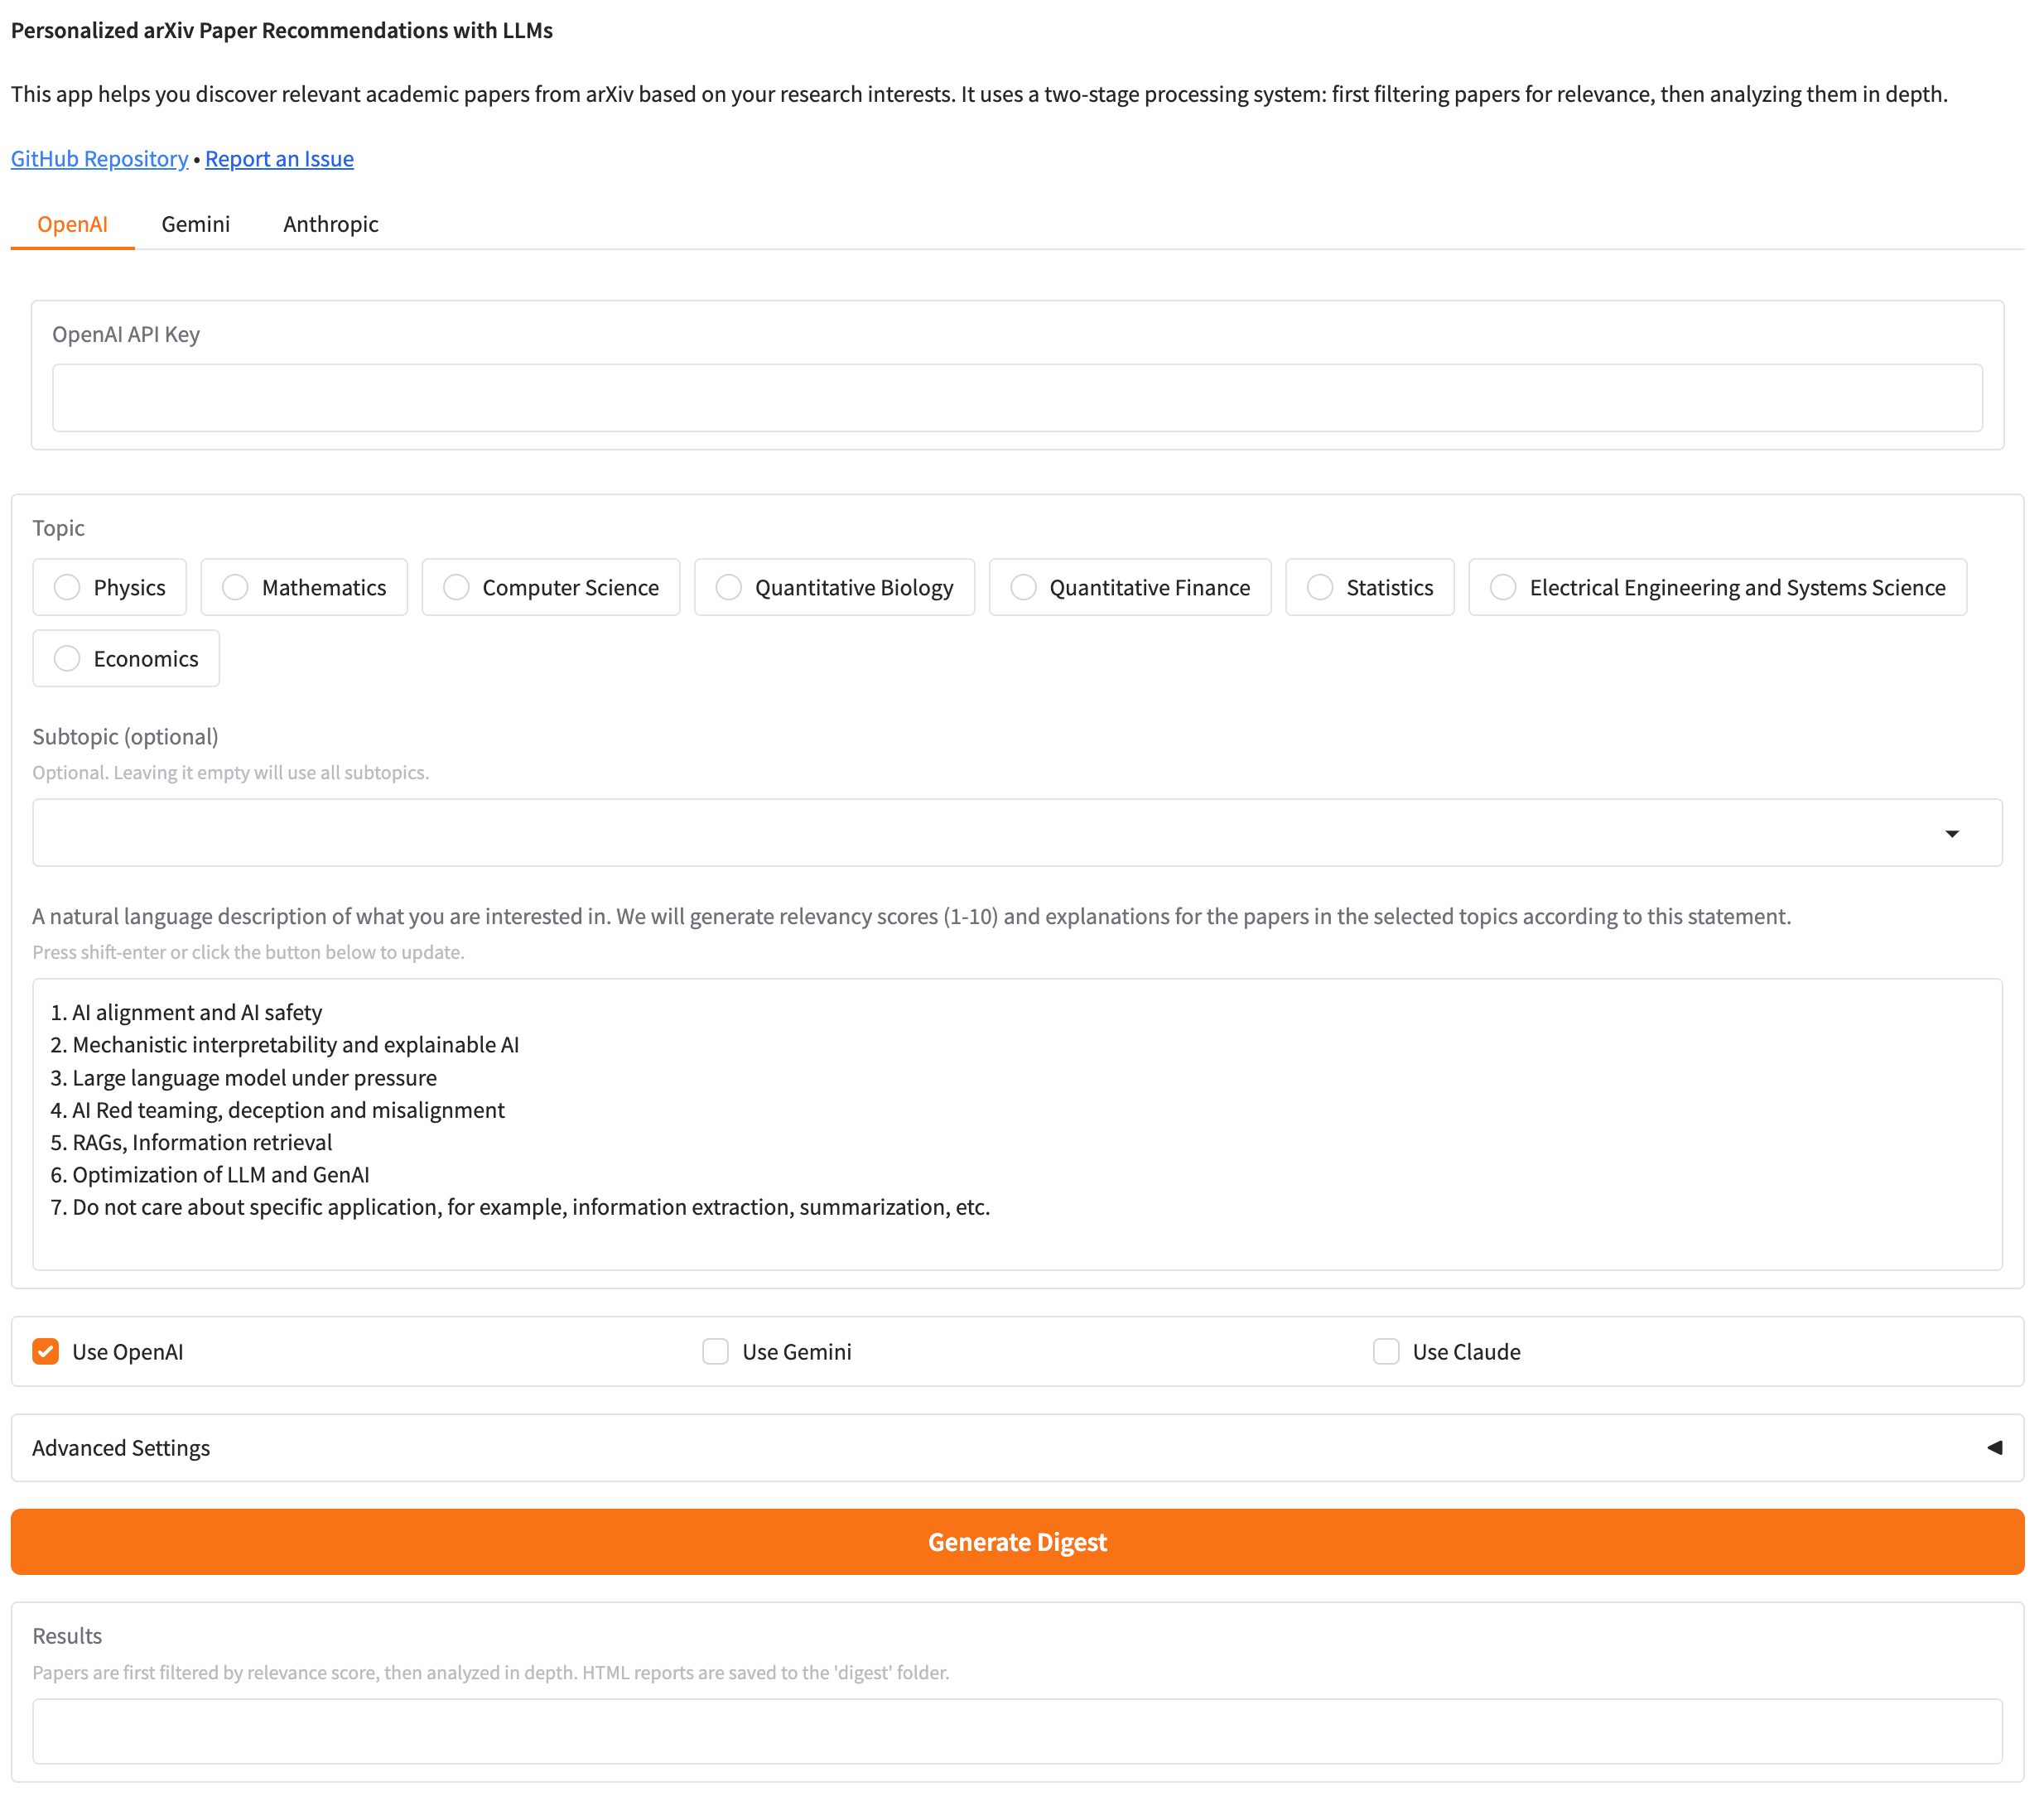 Personalized arXiv Paper Recommendations with LLMs
This app helps you discover relevant academic papers from arXiv based on your research interests. It uses a two-stage processing system: first filtering papers for relevance, then analyzing them in depth.
GitHub Repository • Report an Issue
OpenAI Gemini Anthropic
OpenAI API Key
Topic
Physics Mathematics Computer Science Quantitative Biology Quantitative Finance Statistics Electrical Engineering and Systems Science
Economics
Subtopic (optional)
Optional. Leaving it empty will use all subtopics.
A natural language description of what you are interested in. We will generate relevancy scores (1-10) and explanations for the papers in the selected topics according to this statement.
Press shift-enter or click the button below to update.
1. AI alignment and AI safety
2. Mechanistic interpretability and explainable AI
3. Large language model under pressure
4. AI Red teaming, deception and misalignment
5. RAGs, Information retrieval
6. Optimization of LLM and GenAI
7. Do not care about specific application, for example, information extraction, summarization, etc.
Use OpenAI Use Gemini Use Claude
Advanced Settings
Generate Digest
Results
Papers are first filtered by relevance score, then analyzed in depth. HTML reports are saved to the 'digest' folder.